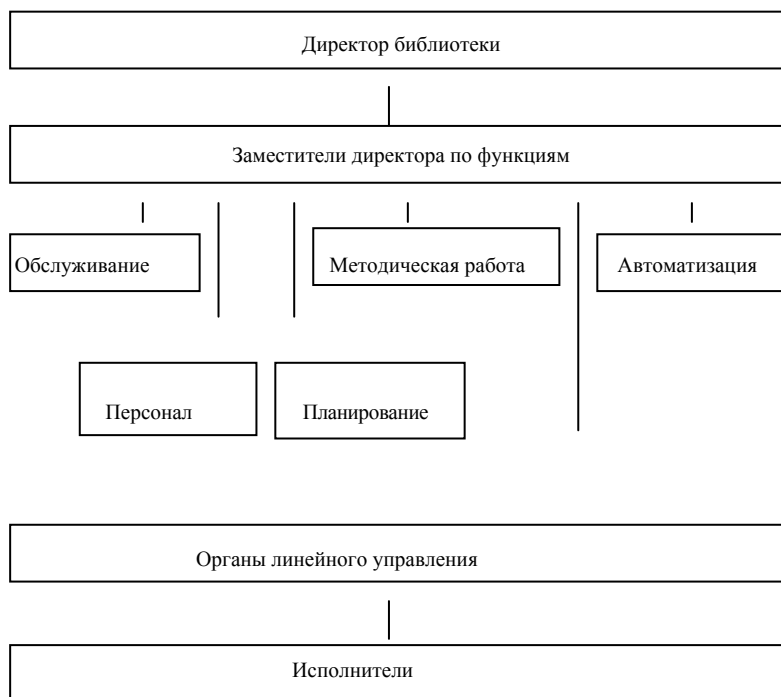 Директор библиотеки
Заместители директора по функциям
Обслуживание
Методическая работа
Автоматизация
Персонал
Планирование
Органы линейного управления
Исполнители